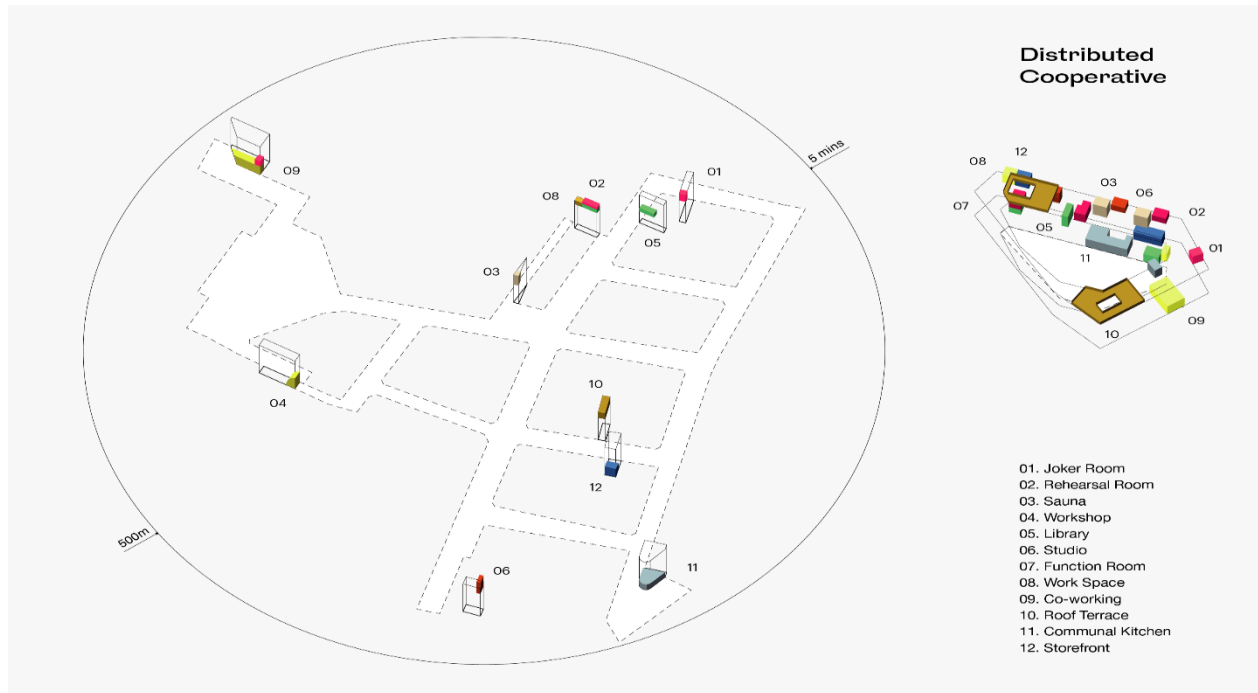 Distributed
Cooperative
5 mins
500m
09
08
02
01
05
03
04
10
12
06
11
08
12
03
06
02
07
05
11
01
10
09
01. Joker Room
02. Rehearsal Room
03. Sauna
04. Workshop
05. Library
06. Studio
07. Function Room
08. Work Space
09. Co-working
10. Roof Terrace
11. Communal Kitchen
12. Storefront